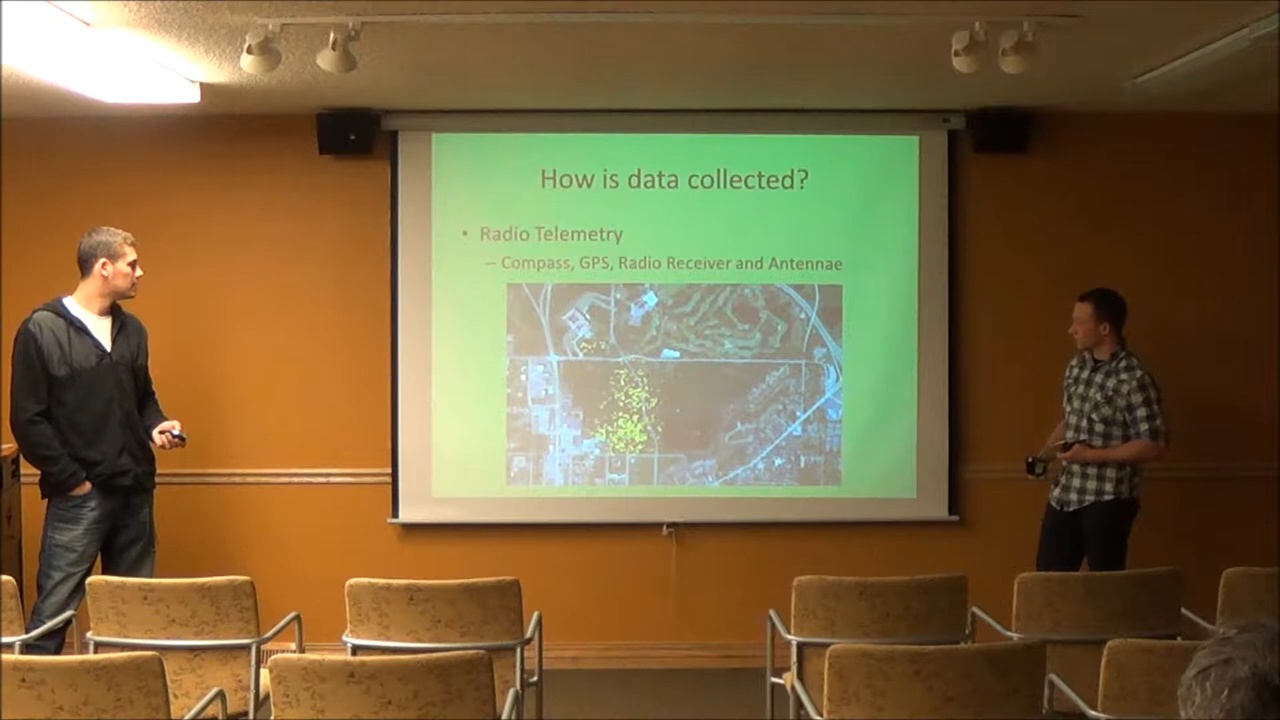 How is data collected?
• Radio Telemetry
– Compass, GPS, Radio Receiver and Antennae